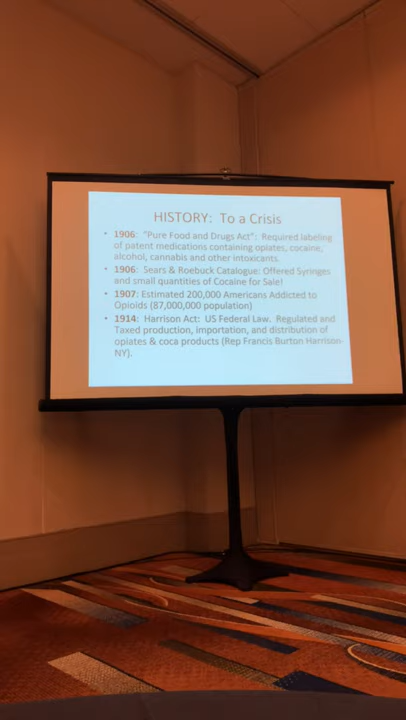 HISTORY: To a Crisis
• 1906: "Pure Food and Drugs Act": Required labeling
of patent medications containing opiates, cocaine,
alcohol, cannabis and other intoxicants.
• 1906: Sears & Roebuck Catalogue: Offered Syringes
and small quantities of Cocaine for Sale!
• 1907: Estimated 200,000 Americans Addicted to
Opioids (87,000,000 population)
• 1914: Harrison Act: US Federal Law. Regulated and
Taxed production, importation, and distribution of
opiates & coca products (Rep Francis Burton Harrison-
NY).